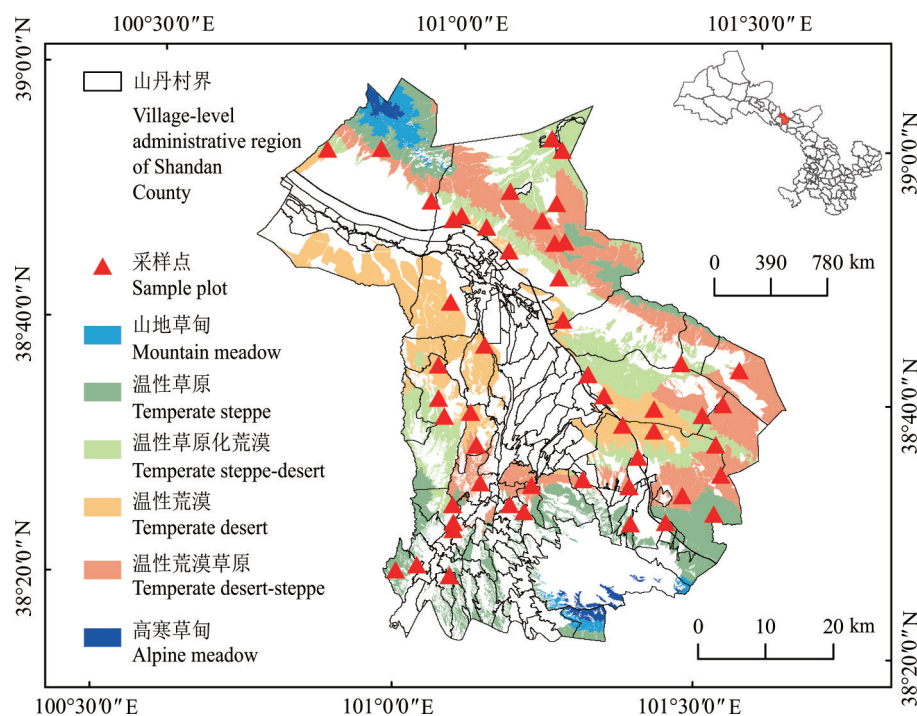 100°30′0″E 101°0′0″E 101°30′0″E
39°0′0″N
山丹村界
Village-level
administrative region
of Shandan
County
采样点
Sample plot
山地草甸
Mountain meadow
温性草原
Temperate steppe
温性草原化荒漠
Temperate steppe-desert
温性荒漠
Temperate desert
温性荒漠草原
Temperate desert-steppe
高寒草甸
Alpine meadow
38°40′0″N
38°20′0″N
0 390 780 km
0 10 20 km
39°0′0″N
38°40′0″N
38°20′0″N
100°30′0″E 101°0′0″E 101°30′0″E